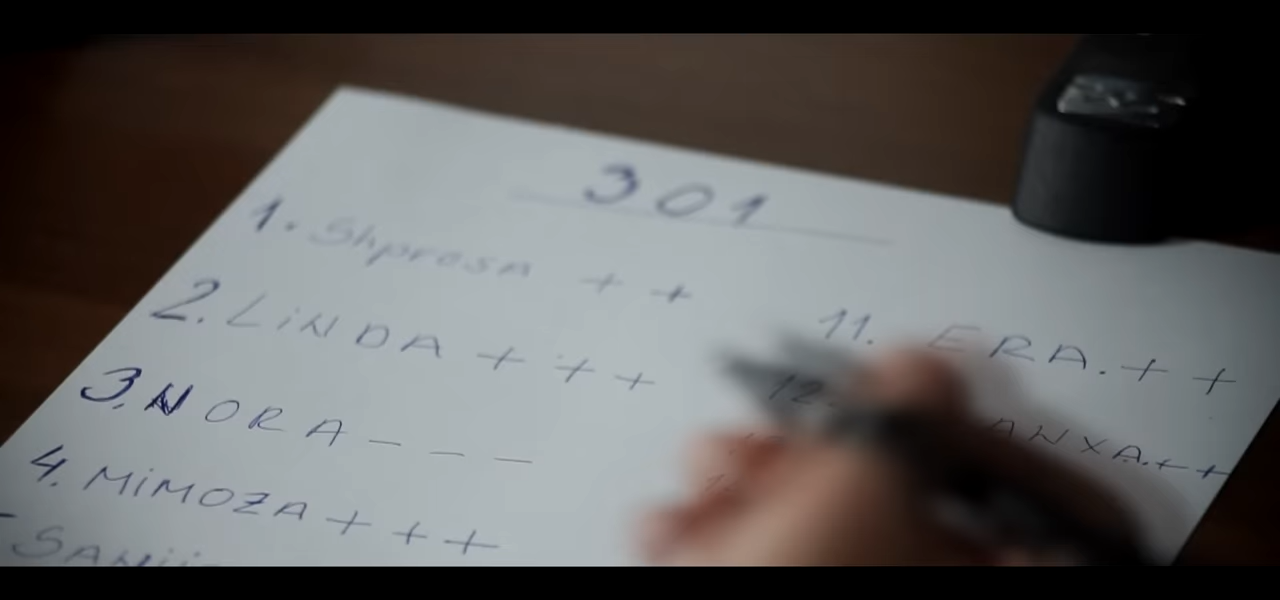 301
1. Shpresa + +
2. LiNDA + + +
3. NORA - - -
4. MiMOZA + + +
11. ERA. + +
12.